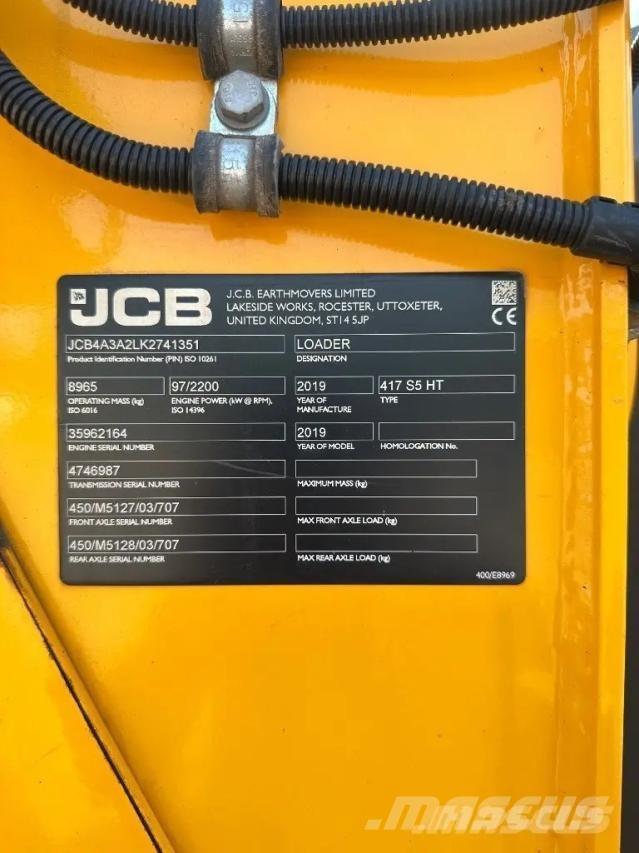 JCB
J.C.B. EARTHMOVERS LIMITED
LAKESIDE WORKS, ROCESTER, UTTOXETER,
UNITED KINGDOM, ST14 5JP
CE
JCB4A3A2LK2741351
Product Identification Number (PIN) ISO 10261
LOADER
DESIGNATION
8965
OPERATING MASS (kg)
ISO 6016
97/2200
ENGINE POWER (kW @ RPM),
ISO 14396
2019
YEAR OF
MANUFACTURE
417 S5 HT
TYPE
35962164
ENGINE SERIAL NUMBER
2019
YEAR OF MODEL
HOMOLOGATION No.
4746987
TRANSMISSION SERIAL NUMBER
MAXIMUM MASS (kg)
450/M5127/03/707
FRONT AXLE SERIAL NUMBER
MAX FRONT AXLE LOAD (kg)
450/M5128/03/707
REAR AXLE SERIAL NUMBER
MAX REAR AXLE LOAD (kg)
400/E8969
MASCUS